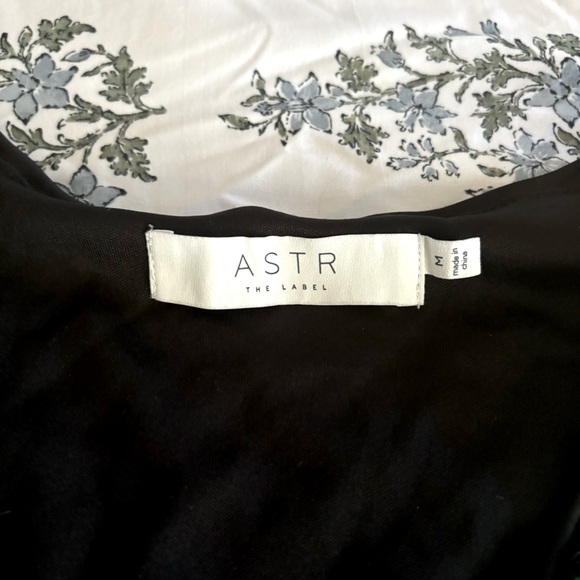 ASTR
THE LABEL
M
made in
china